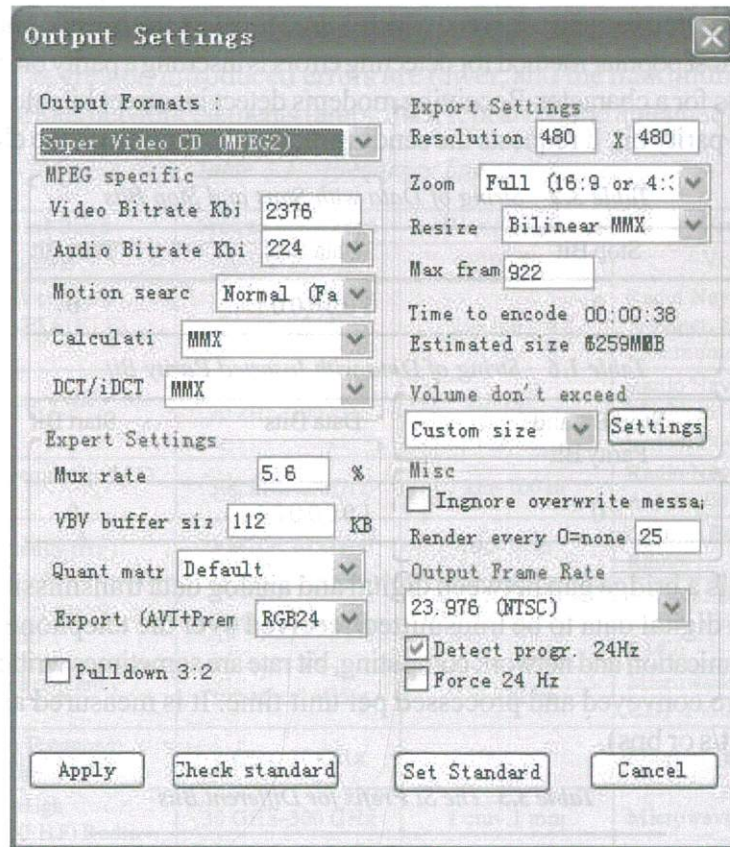 Output Settings
Output Formats :
Super Video CD (MPEG2)
MPEG specific
Video Bitrate Kbi 2376
Audio Bitrate Kbi 224
Motion searc Normal (Fa
Calculati MMX
DCT/iDCT MMX
Expert Settings
Mux rate 5.6 %
VBV buffer siz 112 KB
Quant matr Default
Export (AVI+Prem RGB24
Pulldown 3:2
Export Settings
Resolution 480 X 480
Zoom Full (16:9 or 4:3
Resize Bilinear MMX
Max fram 922
Time to encode 00:00:38
Estimated size
Volume don't exceed
Custom size Settings
Misc
Ingnore overwrite messa
Render every 0=none 25
Output Frame Rate
23.976 (NTSC)
Detect progr. 24Hz
Force 24 Hz
Apply Check standard Set Standard Cancel